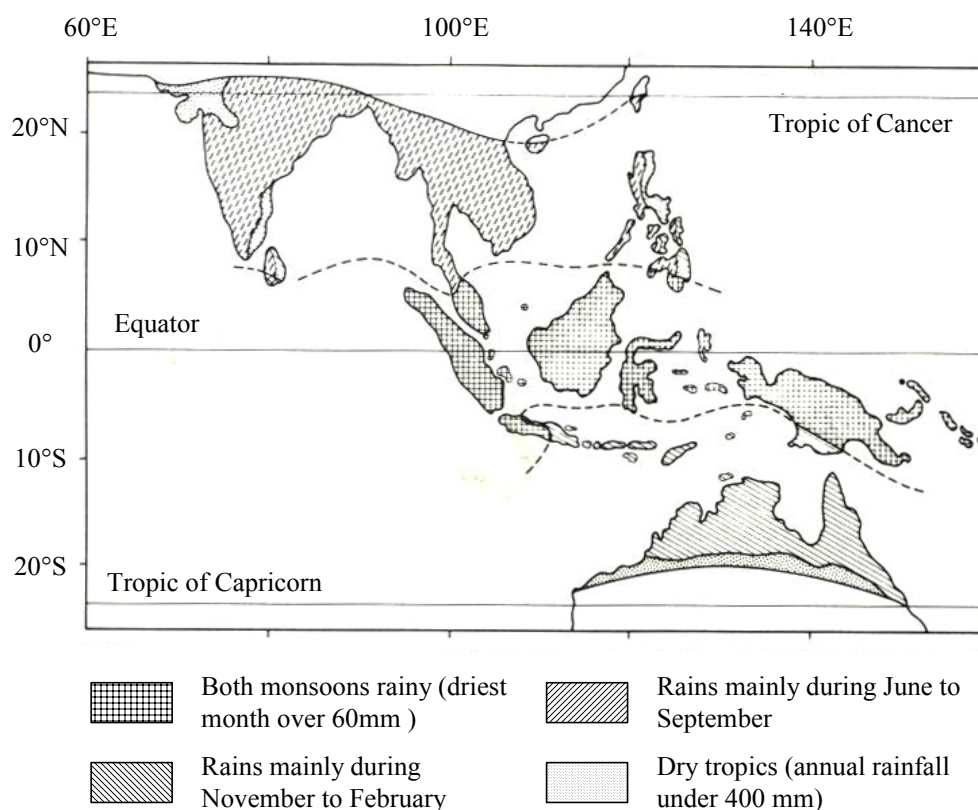 60°E 100°E 140°E
20°N
Tropic of Cancer
10°N
Equator
0°
10°S
20°S
Tropic of Capricorn
Both monsoons rainy (driest
month over 60mm )
Rains mainly during June to
September
Rains mainly during
November to February
Dry tropics (annual rainfall
under 400 mm)